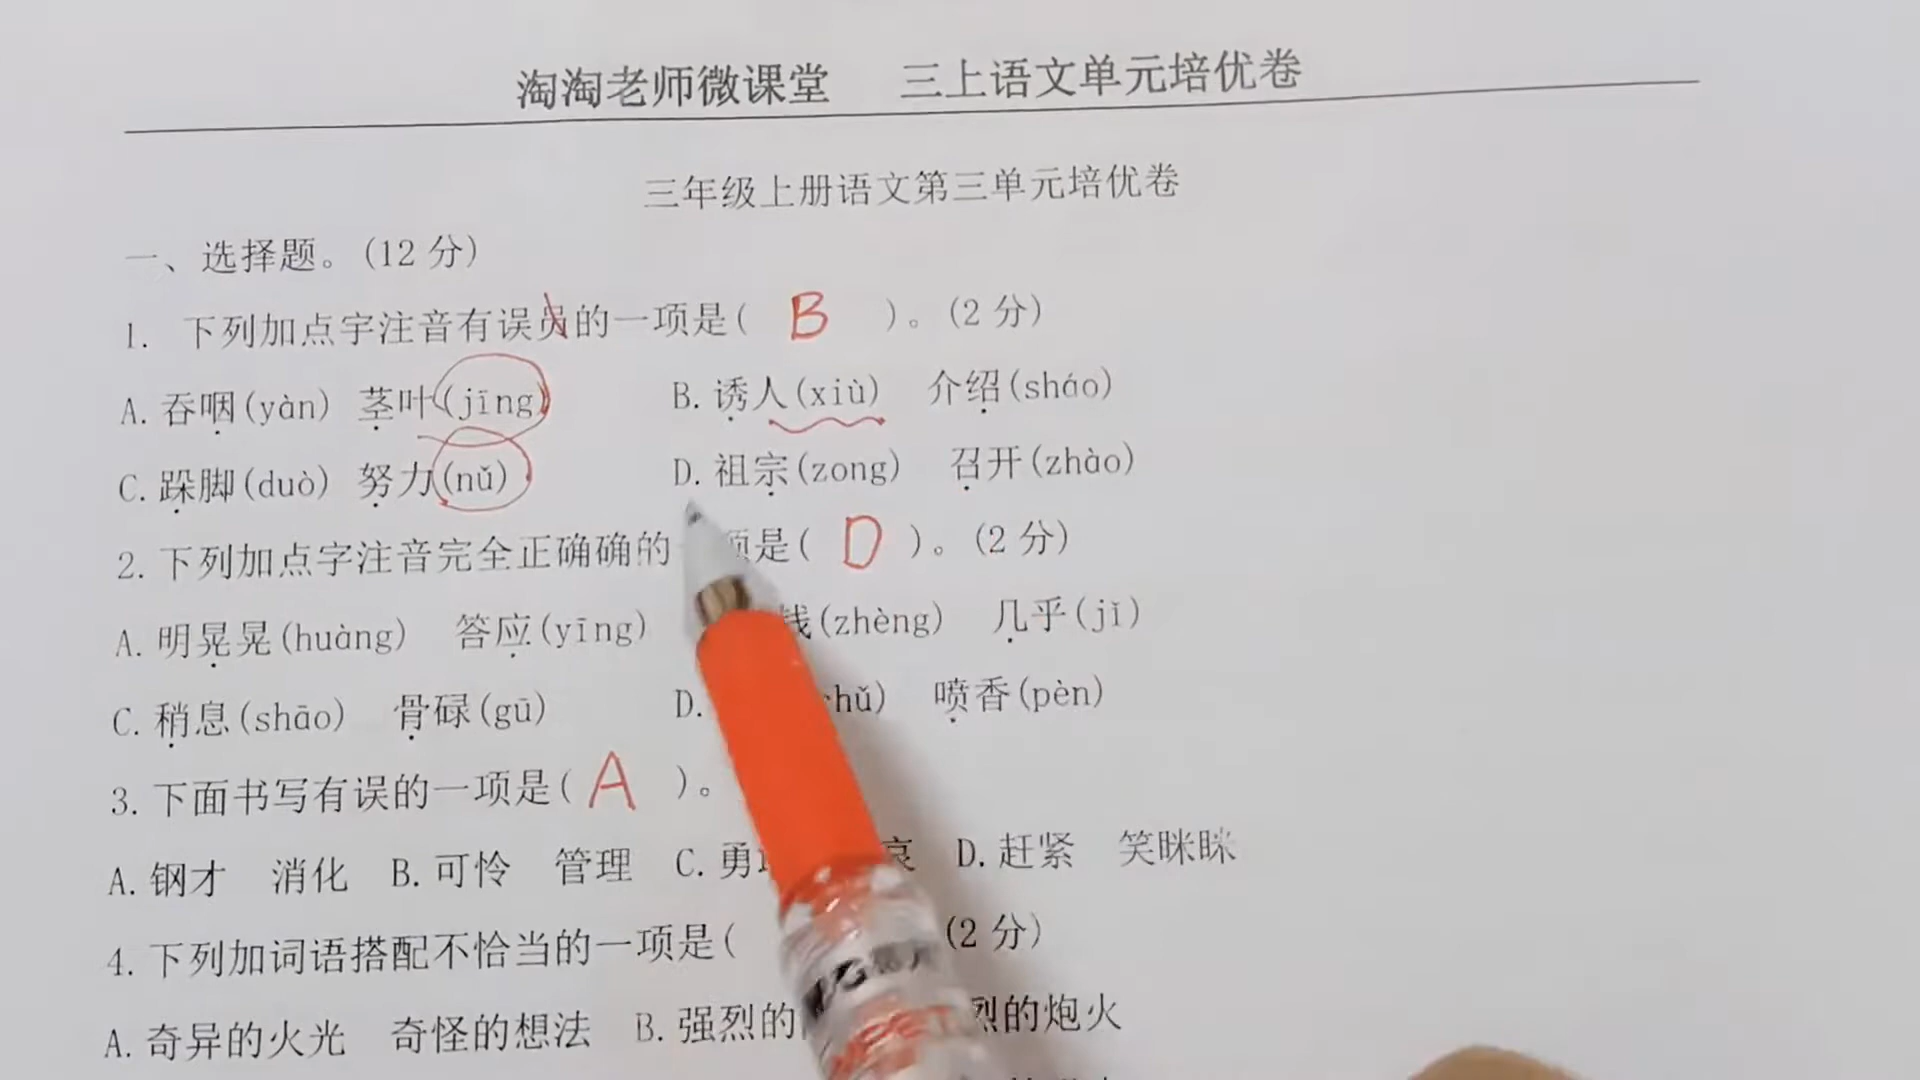 淘淘老师微课堂 三上语文单元培优卷
三年级上册语文第三单元培优卷
一、选择题。(12 分)
1. 下列加点字注音有误的一项是( B )。(2 分)
A.吞咽(yàn) 茎叶(jīng) B.诱人(xiù) 介绍(sháo)
C.跺脚(duò) 努力(nǔ) D.祖宗(zong) 召开(zhào)
2.下列加点字注音完全正确确的 项是( D )。(2 分)
A.明晃晃(huàng) 答应(yīng) 钱(zhèng) 几乎(jǐ)
C.稍息(shāo) 骨碌(gū) D. hǔ) 喷香(pèn)
3.下面书写有误的一项是( A )。
A.钢才 消化 B.可怜 管理 C.勇 哀 D.赶紧 笑眯眯
4.下列加词语搭配不恰当的一项是( (2 分)
A.奇异的火光 奇怪的想法 B.强烈的 烈的炮火